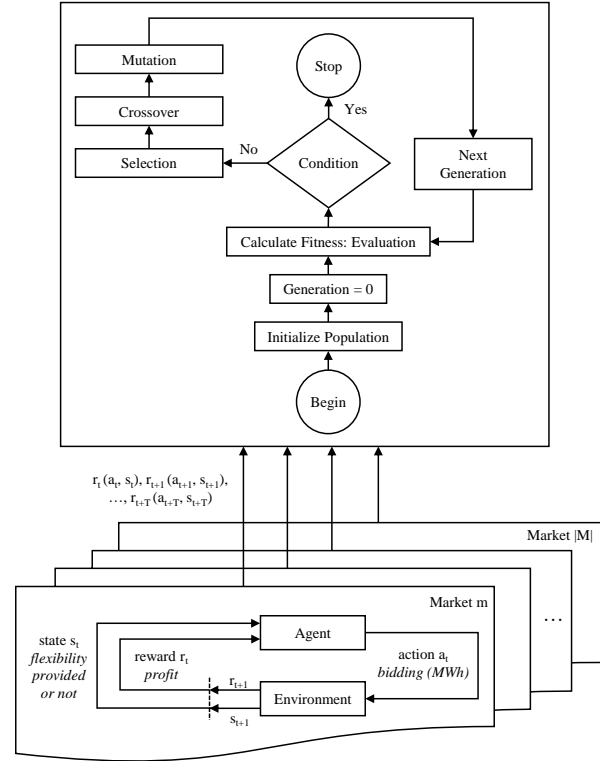 Mutation
Stop
Yes
Crossover
No
Selection
Condition
Next
Generation
Calculate Fitness: Evaluation
Generation = 0
Initialize Population
Begin
r_t (a_t, s_t), r_{t+1} (a_{t+1}, s_{t+1}),
…, r_{t+T} (a_{t+T}, s_{t+T})
Market |M|
Market m
…
state s_t
flexibility
provided
or not
reward r_t
profit
Agent
action a_t
bidding (MWh)
r_{t+1}
Environment
s_{t+1}